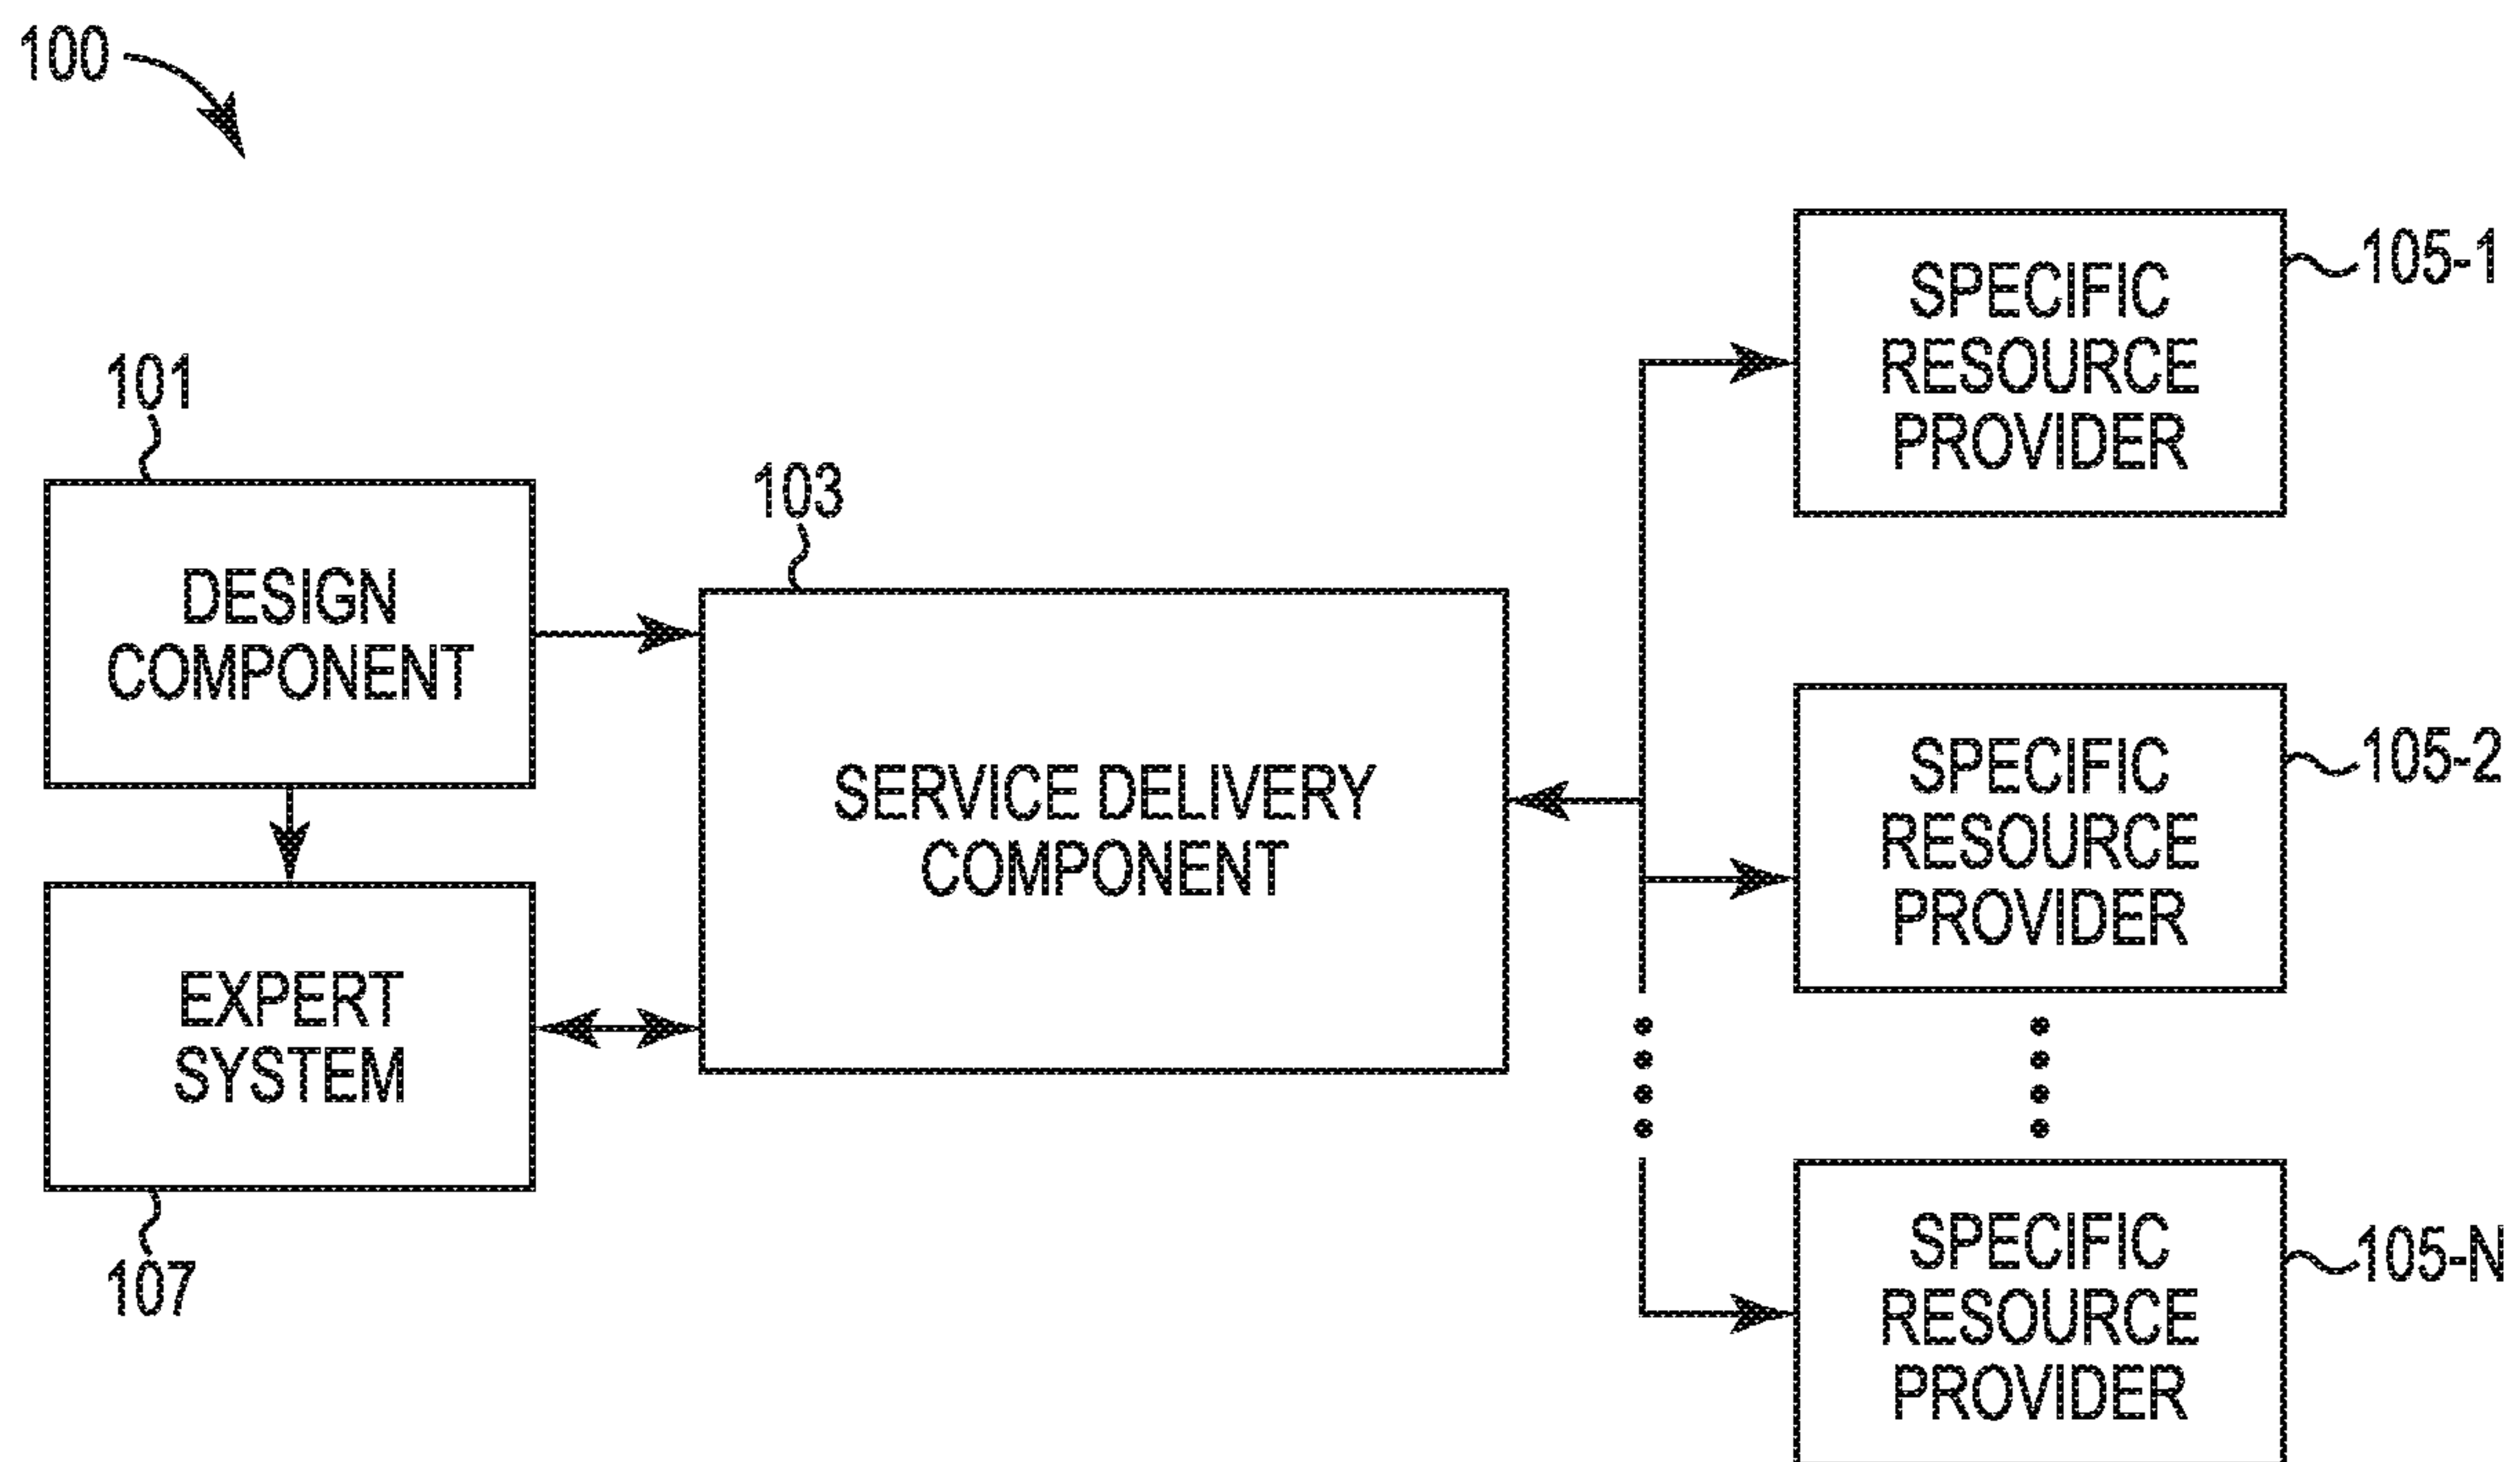 100
101
DESIGN
COMPONENT
103
SERVICE DELIVERY
COMPONENT
EXPERT
SYSTEM
107
SPECIFIC
RESOURCE
PROVIDER
105-1
SPECIFIC
RESOURCE
PROVIDER
105-2
SPECIFIC
RESOURCE
PROVIDER
105-N